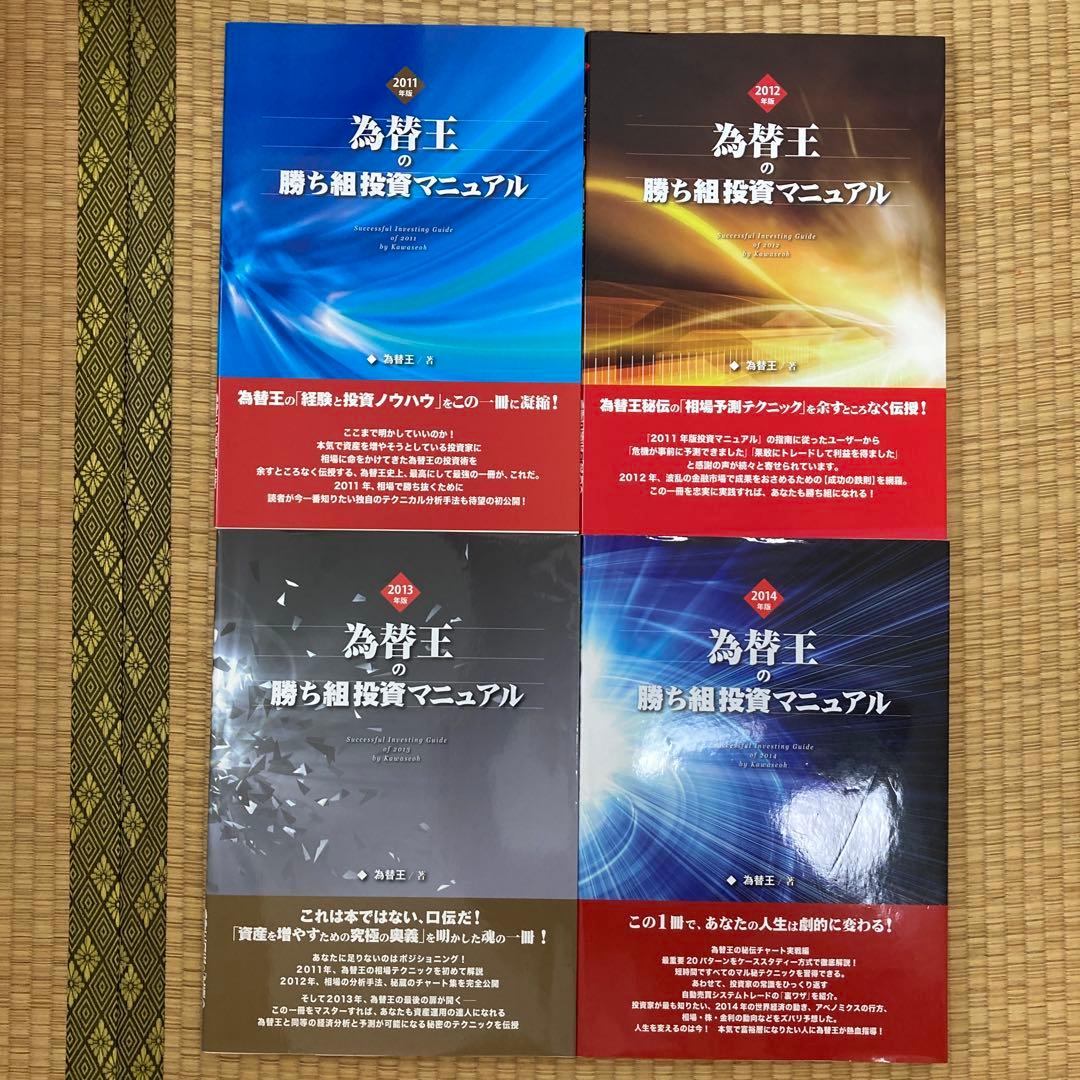 2011
年版
為替王
の
勝ち組投資マニュアル
Successful Investing Guide
of 2011
by Kawaseoh
◆ 為替王/著
為替王の「経験と投資ノウハウ」をこの一冊に凝縮!
ここまで明かしていいのか!
本気で資産を増やそうとしている投資家に
相場に命をかけてきた為替王の投資術を
余すところなく伝授する、為替王史上、最高にして最強の一冊が、これだ。
2011年、相場で勝ち抜くために
読者が今一番知りたい独自のテクニカル分析手法も待望の初公開!
2012
年版
為替王
の
勝ち組投資マニュアル
Successful Investing Guide
of 2012
by Kawaseoh
◆ 為替王/著
為替王秘伝の「相場予測テクニック」を余すところなく伝授!
「2011年版投資マニュアル」の指南に従ったユーザーから
「危機が事前に予測できました」「果敢にトレードして利益を得ました」
と感謝の声が続々と寄せられています。
2012年、波乱の金融市場で成果をおさめるための【成功の鉄則】を網羅。
この一冊を忠実に実践すれば、あなたも勝ち組になれる!
2013
年版
為替王
の
勝ち組投資マニュアル
Successful Investing Guide
of 2013
by Kawaseoh
◆ 為替王/著
これは本ではない、口伝だ!
「資産を増やすための究極の奥義」を明かした魂の一冊!
あなたに足りないのはポジショニング!
2011年、為替王の相場テクニックを初めて解説
2012年、相場の分析手法、秘蔵のチャート集を完全公開
そして2013年、為替王の最後の扉が開く―
この一冊をマスターすれば、あなたも資産運用の達人になれる
為替王と同等の経済分析と予測が可能になる秘密のテクニックを伝授
2014
年版
為替王
の
勝ち組投資マニュアル
Successful Investing Guide
of 2014
by Kawaseoh
◆ 為替王/著
この1冊で、あなたの人生は劇的に変わる!
為替王の秘伝チャート実戦編
最重要20パターンをケーススタディー方式で徹底解説!
短時間ですべてのマル秘テクニックを習得できる。
あわせて、投資家の常識をひっくり返す
自動売買システムトレードの「裏ワザ」を紹介。
投資家が最も知りたい、2014年の世界経済の動き、アベノミクスの行方、
相場・株・金利の動向などをズバリ予想した。
人生を変えるのは今! 本気で富裕層になりたい人に為替王が熱血指導!